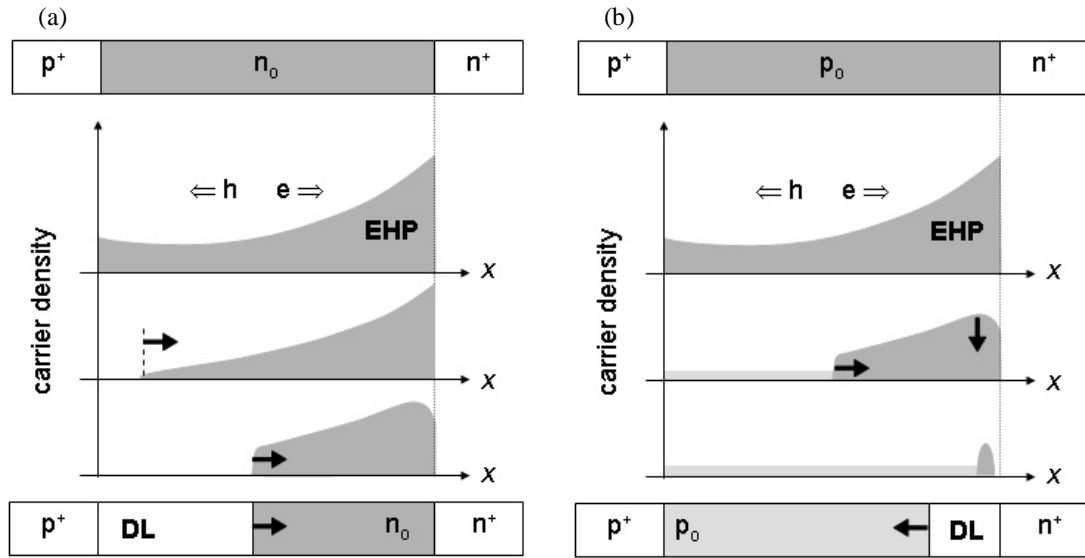 (a)
p⁺ n₀ n⁺
⇐ h e ⇒
EHP
x
x
x
carrier density
p⁺ DL n₀ n⁺
(b)
p⁺ p₀ n⁺
⇐ h e ⇒
EHP
x
x
x
carrier density
p⁺ p₀ DL n⁺